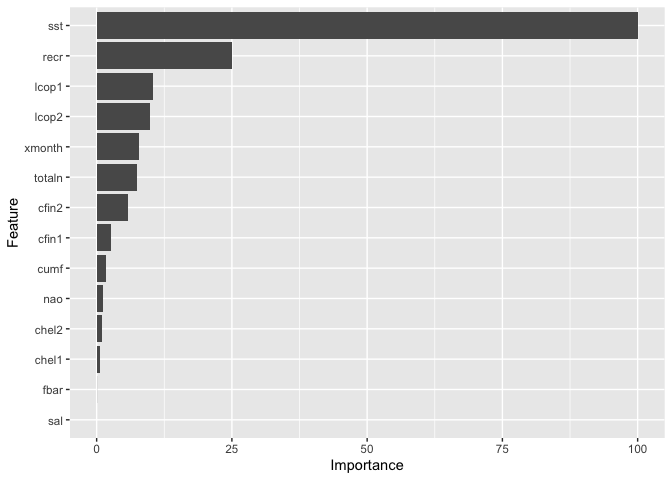 sst
recr
lcop1
lcop2
xmonth
totaln
cfin2
cfin1
cumf
nao
chel2
chel1
fbar
sal
Feature
0 25 50 75 100
Importance